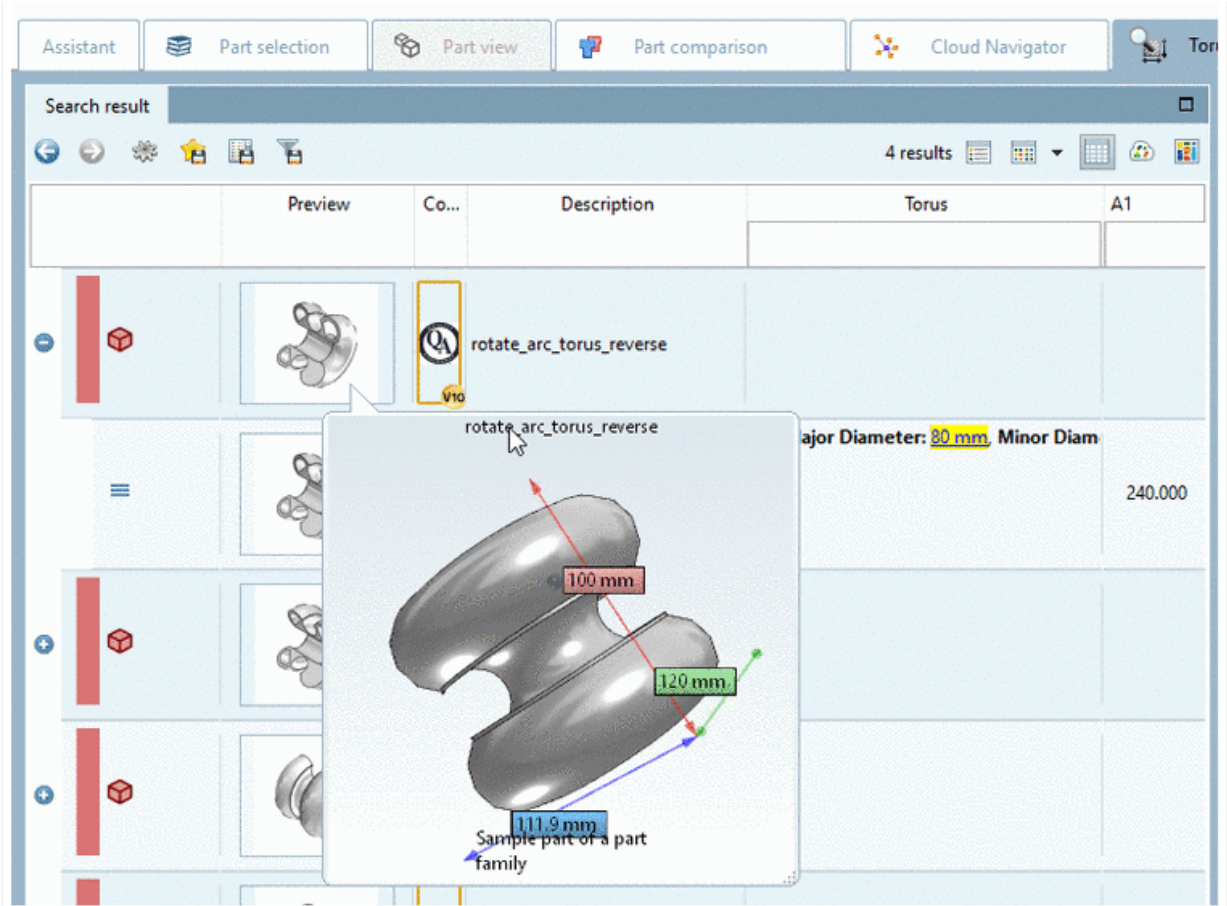 Assistant
Part selection
Part view
Part comparison
Cloud Navigator
Search result
4 results
Preview
Co...
Description
Torus
A1
QA
V10
rotate_arc_torus_reverse
rotate_arc_torus_reverse
ajor Diameter: 80 mm, Minor Diam
240.000
100 mm
120 mm
111.9 mm
Sample part of a part
family